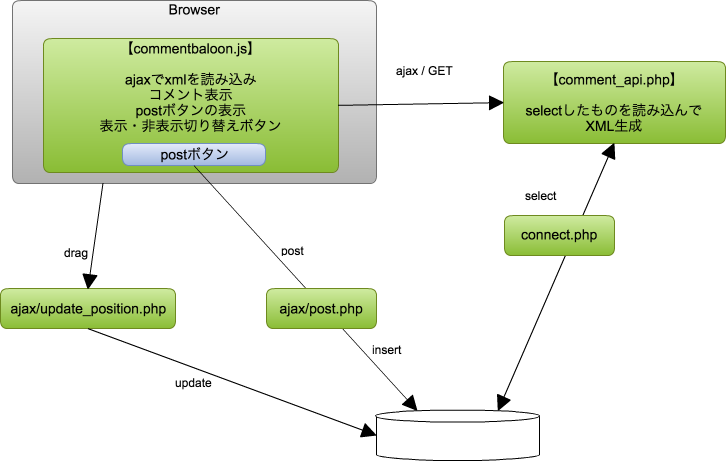 Browser
【commentbaloon.js】
ajaxでxmlを読み込み
コメント表示
postボタンの表示
表示・非表示切り替えボタン
postボタン
ajax / GET
【comment_api.php】
selectしたものを読み込んで
XML生成
select
connect.php
drag
post
ajax/update_position.php
ajax/post.php
insert
update